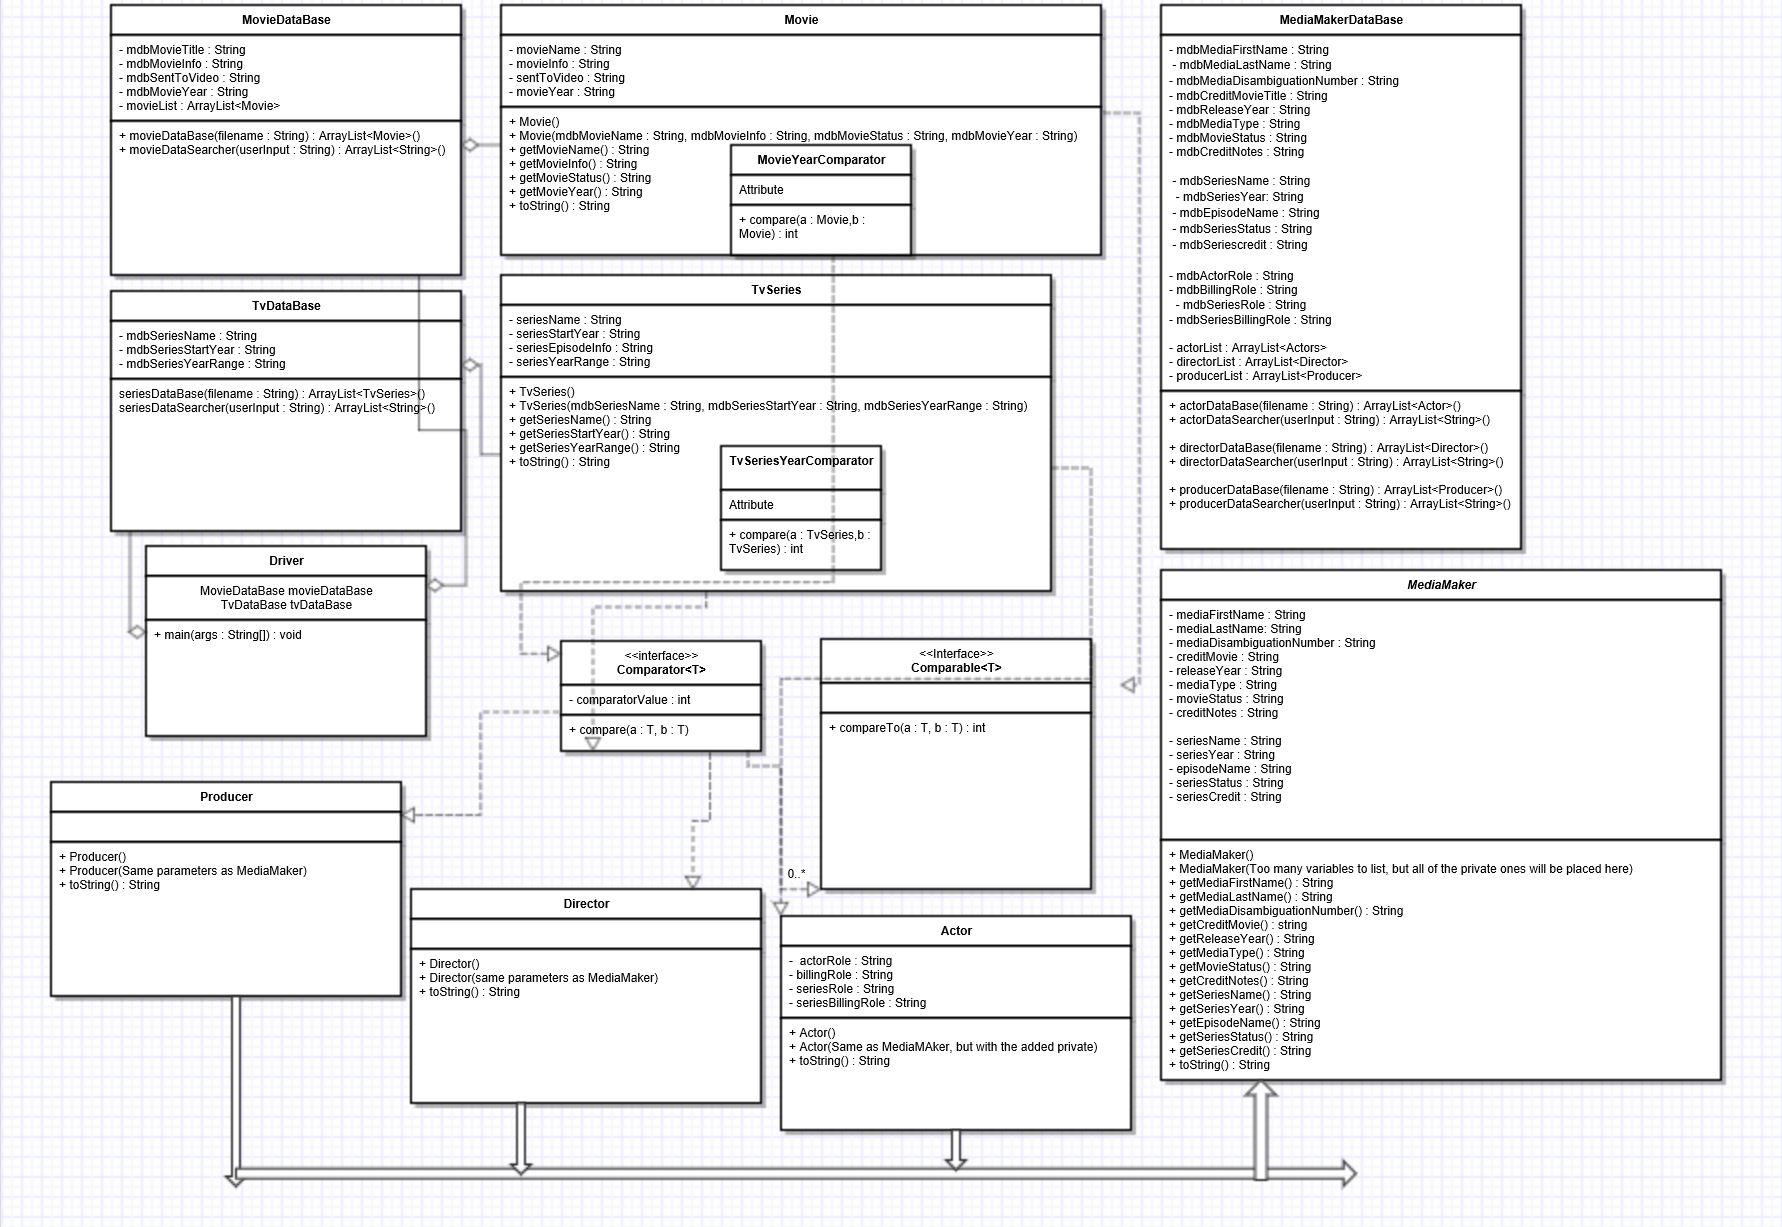 MovieDataBase
- mdbMovieTitle : String
- mdbMovieInfo : String
- mdbSentToVideo : String
- mdbMovieYear : String
- movieList : ArrayList<Movie>
+ movieDataBase(filename : String) : ArrayList<Movie>()
+ movieDataSearcher(userInput : String) : ArrayList<String>()
Movie
- movieName : String
- movieInfo : String
- sentToVideo : String
- movieYear : String
+ Movie()
+ Movie(mdbMovieName : String, mdbMovieInfo : String, mdbMovieStatus : String, mdbMovieYear : String)
+ getMovieName() : String
+ getMovieInfo() : String
+ getMovieStatus() : String
+ getMovieYear() : String
+ toString() : String
MovieYearComparator
Attribute
+ compare(a : Movie,b :
Movie) : int
MediaMakerDataBase
- mdbMediaFirstName : String
- mdbMediaLastName : String
- mdbMediaDisambiguationNumber : String
- mdbCreditMovieTitle : String
- mdbReleaseYear : String
- mdbMediaType : String
- mdbMovieStatus : String
- mdbCreditNotes : String
- mdbSeriesName : String
- mdbSeriesYear: String
- mdbEpisodeName : String
- mdbSeriesStatus : String
- mdbSeriescredit : String
- mdbActorRole : String
- mdbBillingRole : String
- mdbSeriesRole : String
- mdbSeriesBillingRole : String
- actorList : ArrayList<Actors>
- directorList : ArrayList<Director>
- producerList : ArrayList<Producer>
+ actorDataBase(filename : String) : ArrayList<Actor>()
+ actorDataSearcher(userInput : String) : ArrayList<String>()
+ directorDataBase(filename : String) : ArrayList<Director>()
+ directorDataSearcher(userInput : String) : ArrayList<String>()
+ producerDataBase(filename : String) : ArrayList<Producer>()
+ producerDataSearcher(userInput : String) : ArrayList<String>()
TvDataBase
- mdbSeriesName : String
- mdbSeriesStartYear : String
- mdbSeriesYearRange : String
seriesDataBase(filename : String) : ArrayList<TvSeries>()
seriesDataSearcher(userInput : String) : ArrayList<String>()
TvSeries
- seriesName : String
- seriesStartYear : String
- seriesEpisodeInfo : String
- seriesYearRange : String
+ TvSeries()
+ TvSeries(mdbSeriesName : String, mdbSeriesStartYear : String, mdbSeriesYearRange : String)
+ getSeriesName() : String
+ getSeriesStartYear() : String
+ getSeriesYearRange() : String
+ toString() : String
TvSeriesYearComparator
Attribute
+ compare(a : TvSeries,b :
TvSeries) : int
Driver
MovieDataBase movieDataBase
TvDataBase tvDataBase
+ main(args : String[]) : void
<<interface>>
Comparator<T>
- comparatorValue : int
+ compare(a : T, b : T)
<<Interface>>
Comparable<T>
+ compareTo(a : T, b : T) : int
0..*
MediaMaker
- mediaFirstName : String
- mediaLastName: String
- mediaDisambiguationNumber : String
- creditMovie : String
- releaseYear : String
- mediaType : String
- movieStatus : String
- creditNotes : String
- seriesName : String
- seriesYear : String
- episodeName : String
- seriesStatus : String
- seriesCredit : String
+ MediaMaker()
+ MediaMaker(Too many variables to list, but all of the private ones will be placed here)
+ getMediaFirstName() : String
+ getMediaLastName() : String
+ getMediaDisambiguationNumber() : String
+ getCreditMovie() : string
+ getReleaseYear() : String
+ getMediaType() : String
+ getMovieStatus() : String
+ getCreditNotes() : String
+ getSeriesName() : String
+ getSeriesYear() : String
+ getEpisodeName() : String
+ getSeriesStatus() : String
+ getSeriesCredit() : String
+ toString() : String
Producer
+ Producer()
+ Producer(Same parameters as MediaMaker)
+ toString() : String
Director
+ Director()
+ Director(same parameters as MediaMaker)
+ toString() : String
Actor
- actorRole : String
- billingRole : String
- seriesRole : String
- seriesBillingRole : String
+ Actor()
+ Actor(Same as MediaMAker, but with the added private)
+ toString() : String